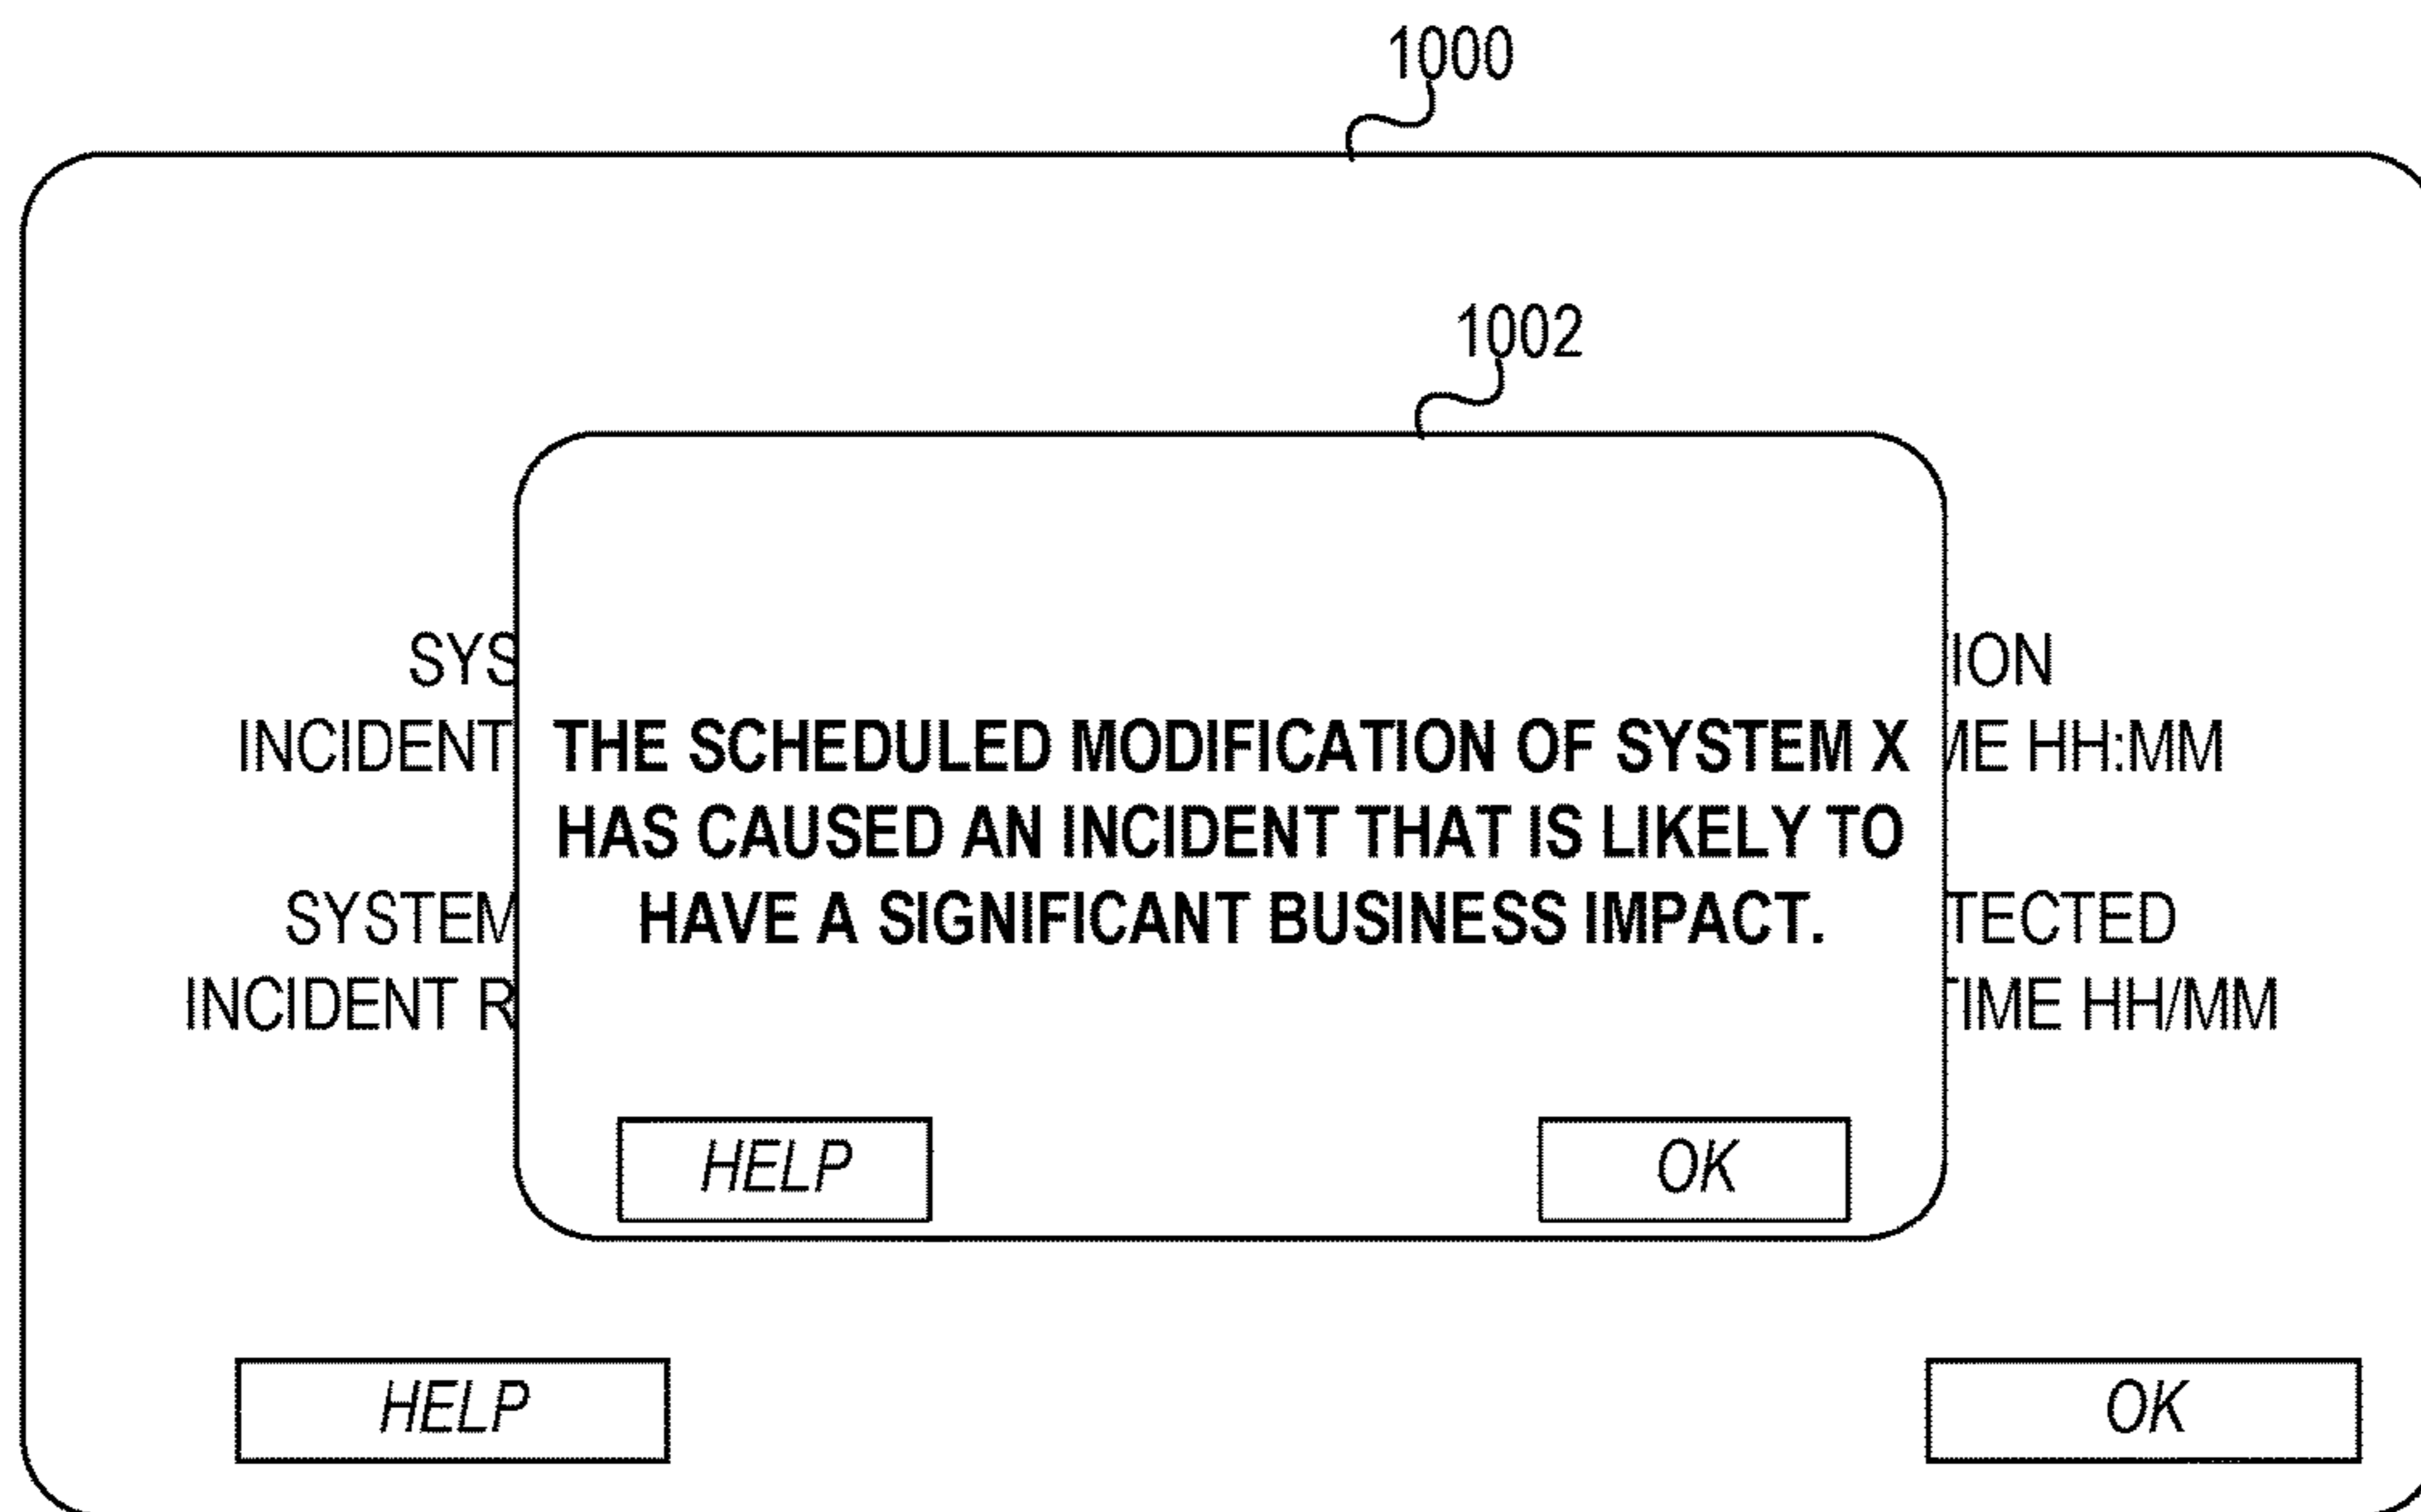 1000
1002
SYS ION
INCIDENT THE SCHEDULED MODIFICATION OF SYSTEM X ME HH:MM
HAS CAUSED AN INCIDENT THAT IS LIKELY TO
SYSTEM HAVE A SIGNIFICANT BUSINESS IMPACT. TECTED
INCIDENT R TIME HH/MM
HELP OK
HELP OK